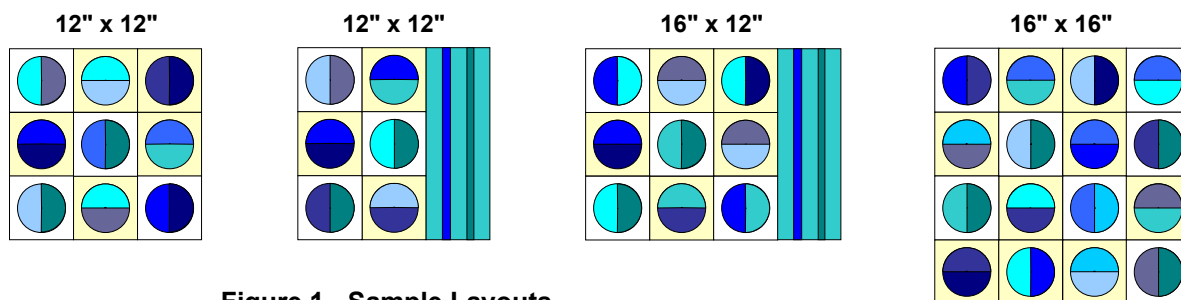 12" x 12" 12" x 12" 16" x 12" 16" x 16"
Figure 1 - Sample Layouts